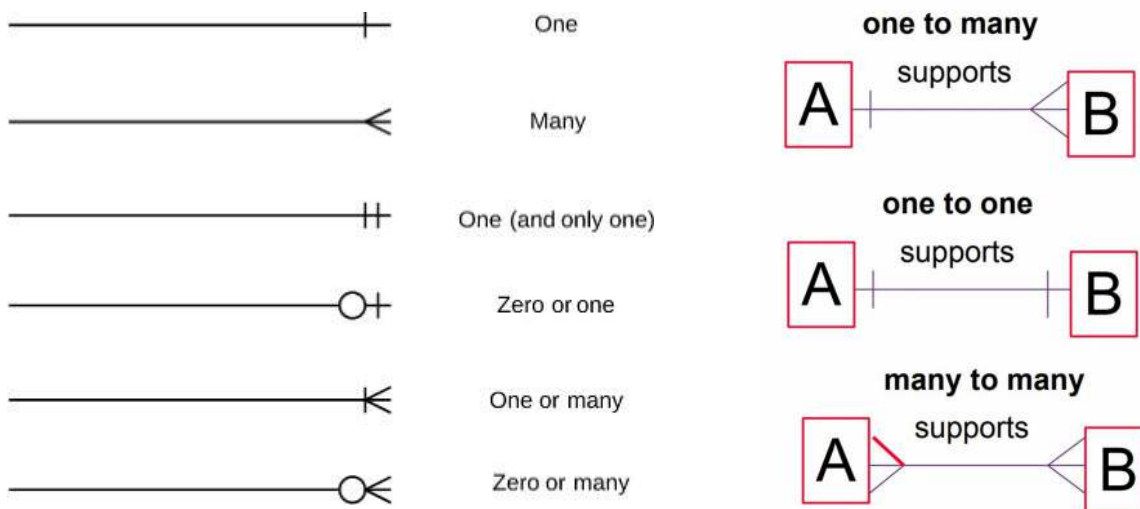 One
Many
One (and only one)
Zero or one
One or many
Zero or many
one to many
supports
A
B
one to one
supports
A
B
many to many
supports
A
B